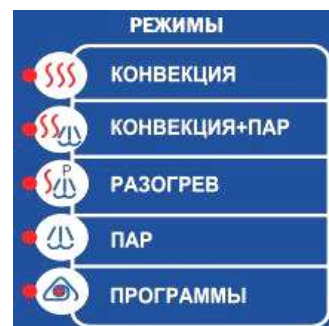 РЕЖИМЫ
КОНВЕКЦИЯ
КОНВЕКЦИЯ+ПАР
P
РАЗОГРЕВ
ПАР
ПРОГРАММЫ